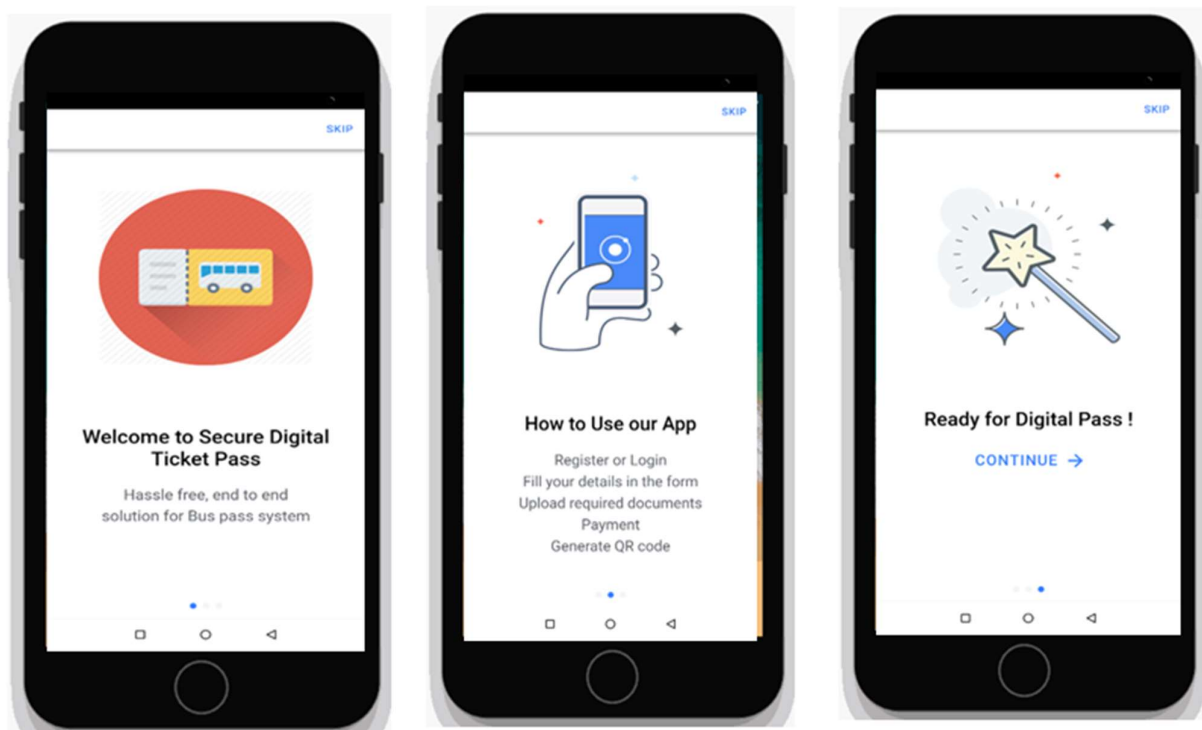 SKIP
Welcome to Secure Digital
Ticket Pass
Hassle free, end to end
solution for Bus pass system
SKIP
How to Use our App
Register or Login
Fill your details in the form
Upload required documents
Payment
Generate QR code
SKIP
Ready for Digital Pass !
CONTINUE →